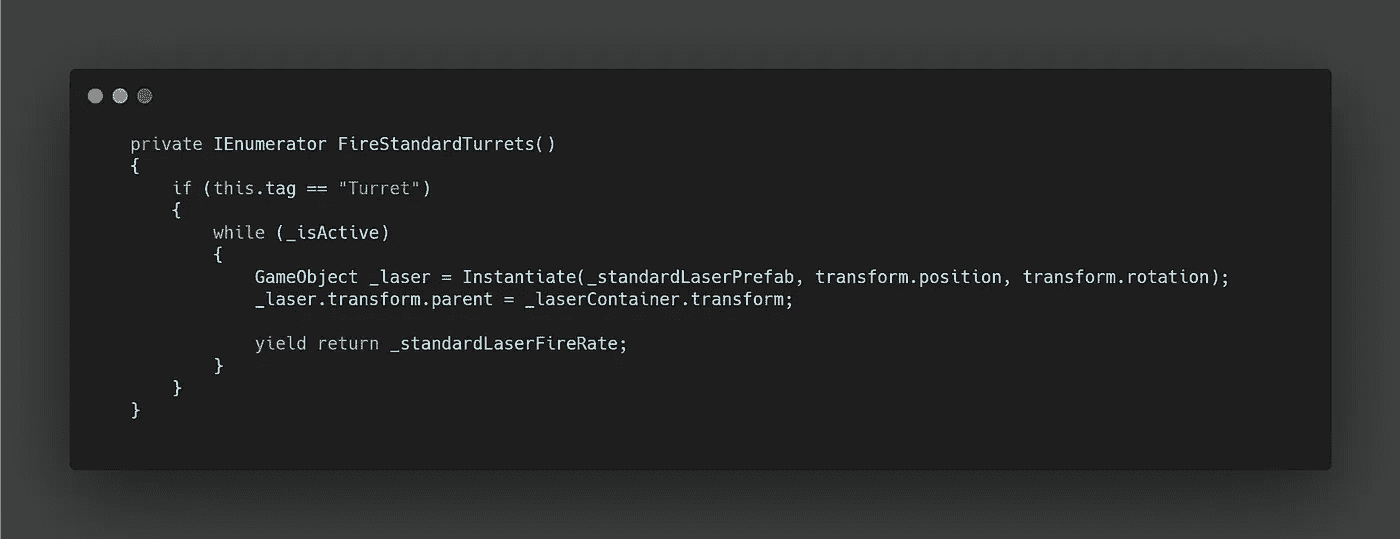 private IEnumerator FireStandardTurrets()
{
    if (this.tag == "Turret")
    {
        while (_isActive)
        {
            GameObject _laser = Instantiate(_standardLaserPrefab, transform.position, transform.rotation);
            _laser.transform.parent = _laserContainer.transform;

            yield return _standardLaserFireRate;
        }
    }
}